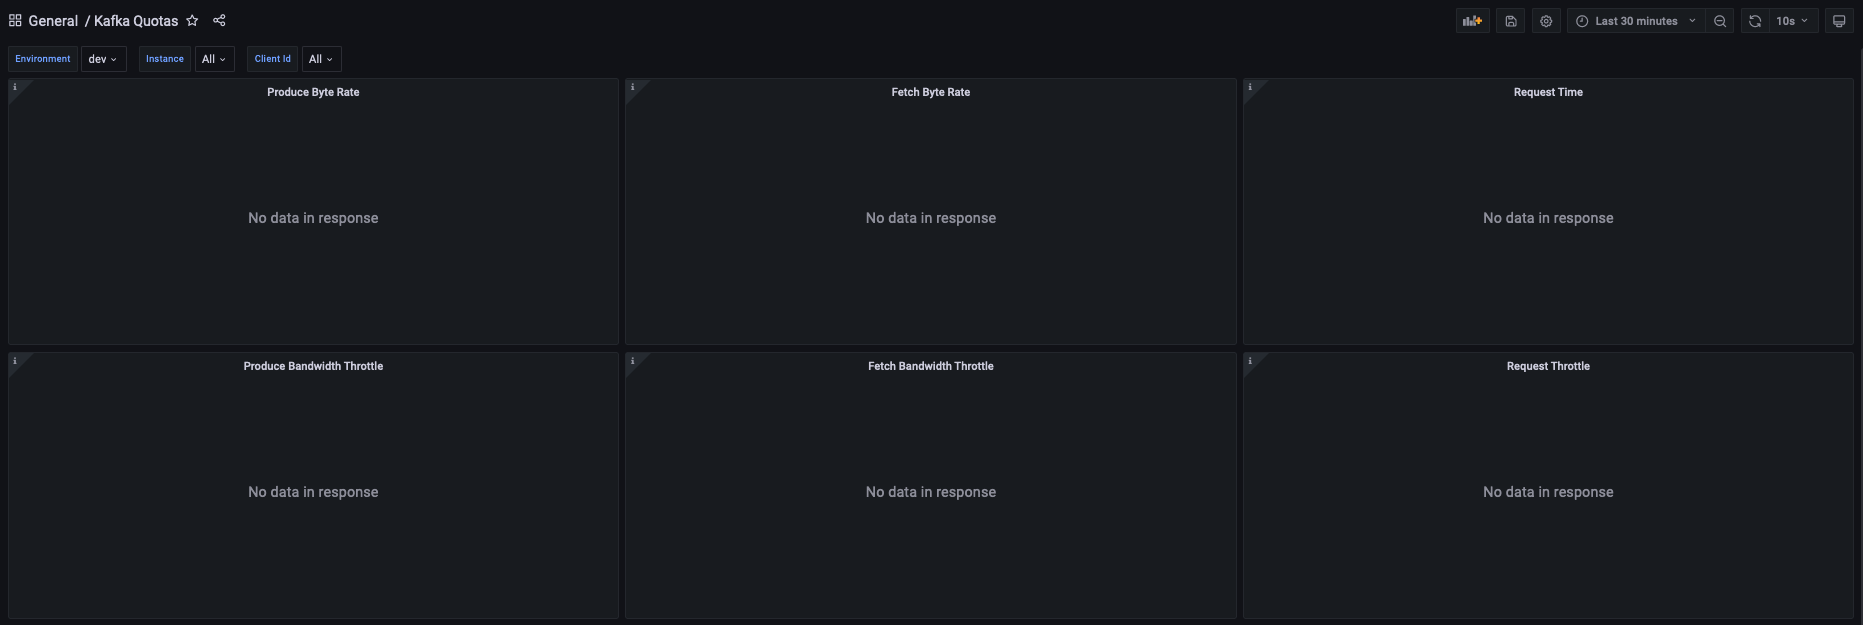 General / Kafka Quotas
Last 30 minutes
10s
Environment dev Instance All Client Id All
Produce Byte Rate
No data in response
Fetch Byte Rate
No data in response
Request Time
No data in response
Produce Bandwidth Throttle
No data in response
Fetch Bandwidth Throttle
No data in response
Request Throttle
No data in response